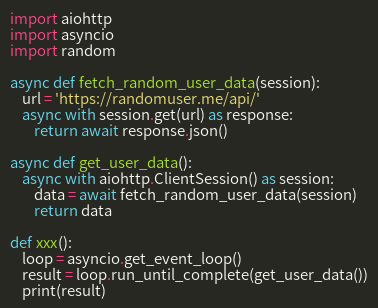 import aiohttp
import asyncio
import random

async def fetch_random_user_data(session):
    url = 'https://randomuser.me/api/'
    async with session.get(url) as response:
        return await response.json()

async def get_user_data():
    async with aiohttp.ClientSession() as session:
        data = await fetch_random_user_data(session)
        return data

def xxx():
    loop = asyncio.get_event_loop()
    result = loop.run_until_complete(get_user_data())
    print(result)